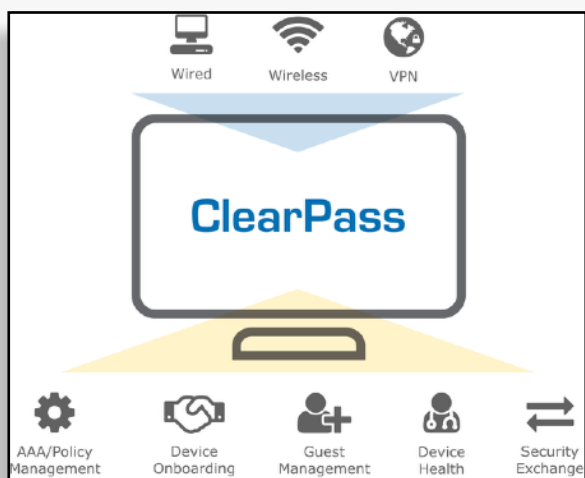 Wired Wireless VPN
ClearPass
AAA/Policy Device Guest Device Security
Management Onboarding Management Health Exchange